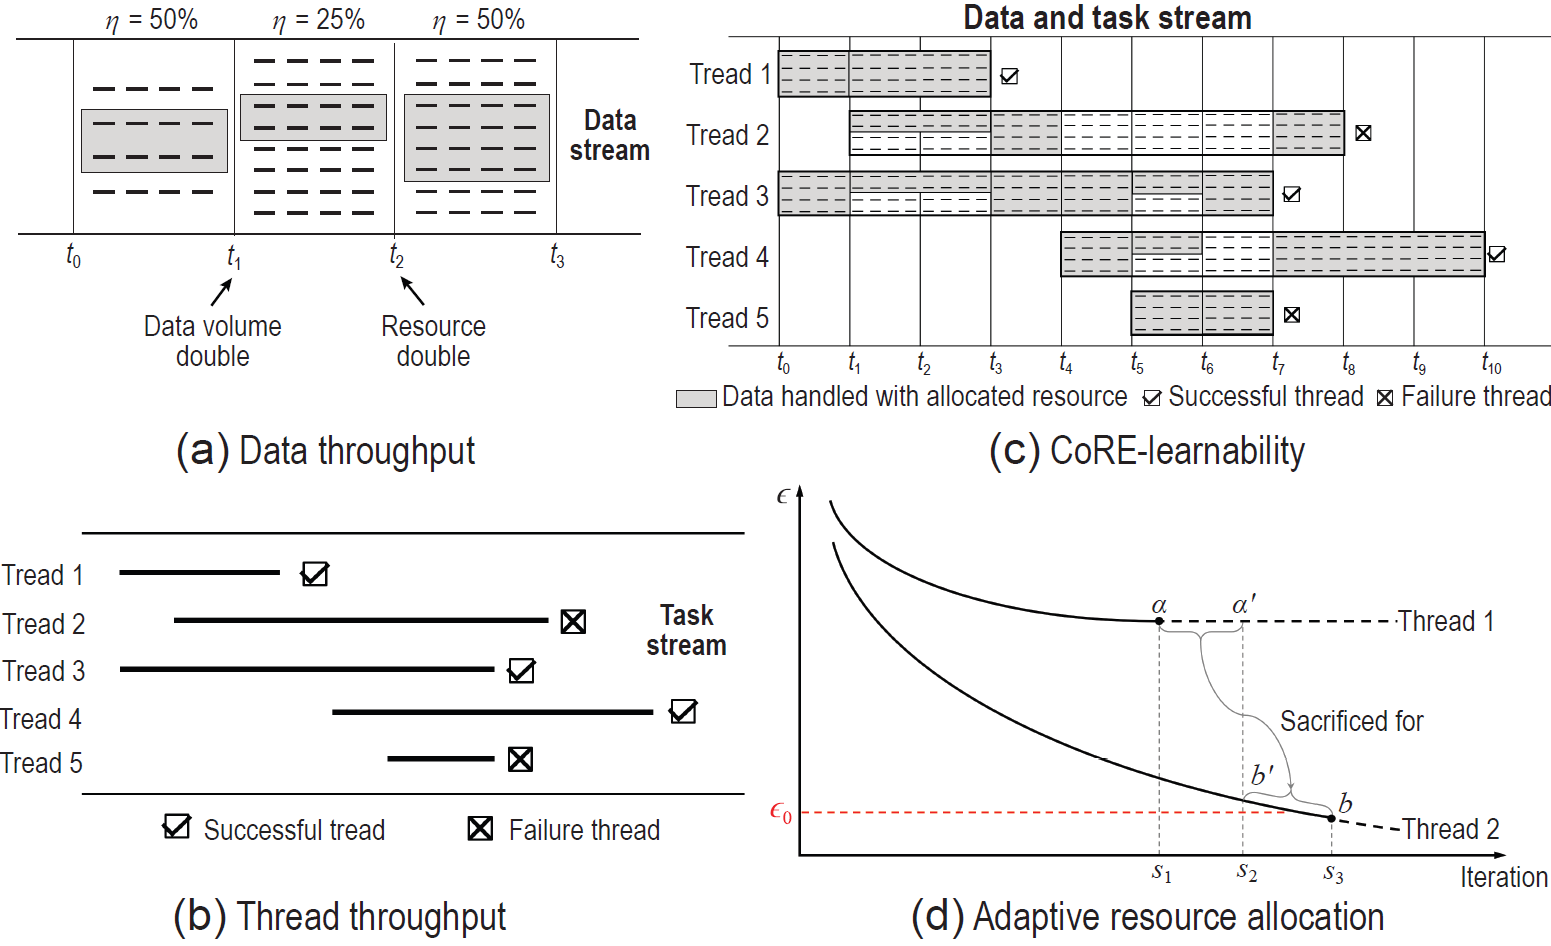 η = 50%
η = 25%
η = 50%
Data
stream
t0
t1
t2
t3
Data volume
double
Resource
double
(a) Data throughput
Data and task stream
Tread 1
Tread 2
Tread 3
Tread 4
Tread 5
t0
t1
t2
t3
t4
t5
t6
t7
t8
t9
t10
Data handled with allocated resource
Successful thread
Failure thread
(c) CoRE-learnability
Tread 1
Tread 2
Tread 3
Tread 4
Tread 5
Task
stream
Successful tread
Failure thread
(b) Thread throughput
ϵ
a
a′
Thread 1
Sacrificed for
b′
b
ϵ0
Thread 2
s1
s2
s3
Iteration
(d) Adaptive resource allocation